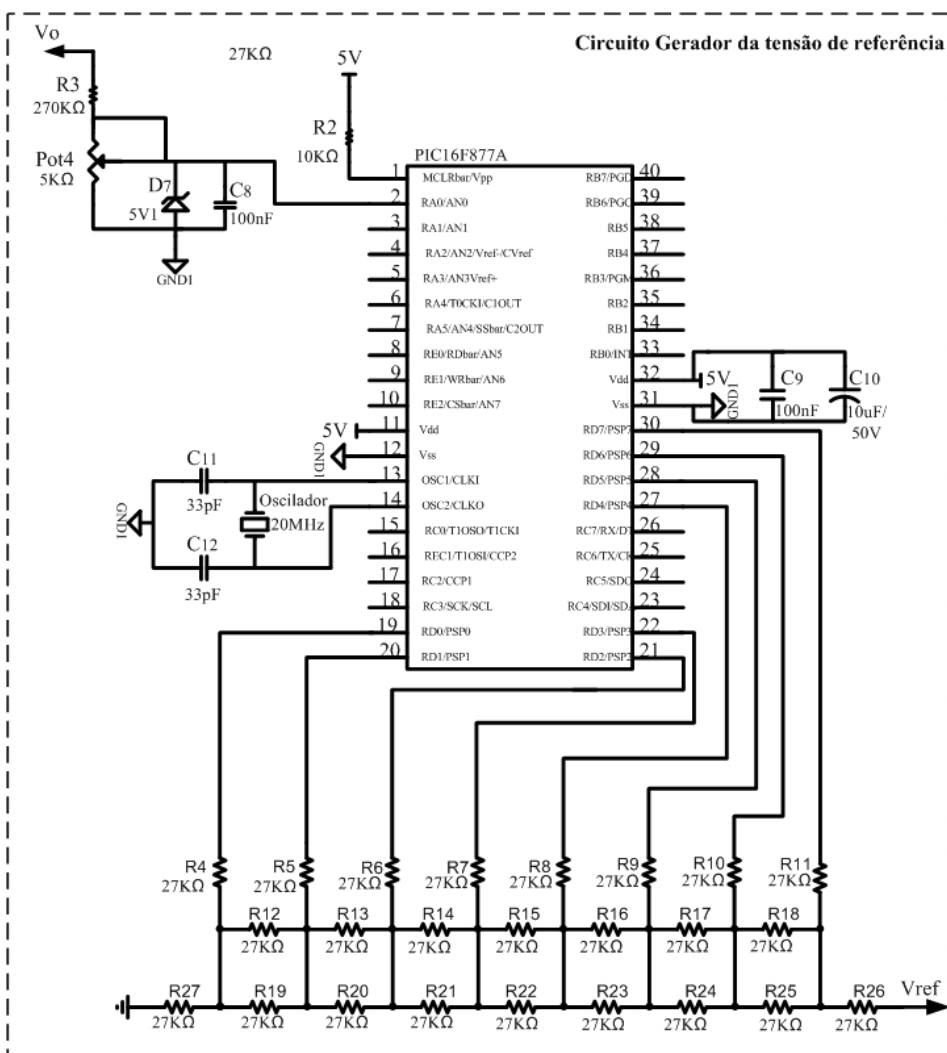 Circuito Gerador da tensão de referência
Vo
27KΩ
5V
R3
270KΩ
R2
10KΩ
Pot4
5KΩ
D7
5V1
C8
100nF
GND1
PIC16F877A
1 MCLRbar/Vpp
2 RA0/AN0
3 RA1/AN1
4 RA2/AN2/Vref-/CVref
5 RA3/AN3Vref+
6 RA4/T0CKI/C1OUT
7 RA5/AN4/SSbar/C2OUT
8 RE0/RDbar/AN5
9 RE1/WRbar/AN6
10 RE2/CSbar/AN7
5V 11 Vdd
GND1 12 Vss
13 OSC1/CLKI
14 OSC2/CLKO
15 RC0/T1OSO/T1CKI
16 REC1/T1OSI/CCP2
17 RC2/CCP1
18 RC3/SCK/SCL
19 RD0/PSP0
20 RD1/PSP1
RB7/PGD 40
RB6/PGC 39
RB5 38
RB4 37
RB3/PGM 36
RB2 35
RB1 34
RB0/INT 33
Vdd 32 5V
Vss 31 GND1
RD7/PSP7 30
RD6/PSP6 29
RD5/PSP5 28
RD4/PSP4 27
RC7/RX/DT 26
RC6/TX/CK 25
RC5/SDO 24
RC4/SDI/SDA 23
RD3/PSP3 22
RD2/PSP2 21
C9
100nF
C10
10uF/
50V
C11
33pF
GND1
Oscilador
20MHz
C12
33pF
R4
27KΩ
R5
27KΩ
R6
27KΩ
R7
27KΩ
R8
27KΩ
R9
27KΩ
R10
27KΩ
R11
27KΩ
R12
27KΩ
R13
27KΩ
R14
27KΩ
R15
27KΩ
R16
27KΩ
R17
27KΩ
R18
27KΩ
R27
27KΩ
R19
27KΩ
R20
27KΩ
R21
27KΩ
R22
27KΩ
R23
27KΩ
R24
27KΩ
R25
27KΩ
R26
27KΩ
Vref